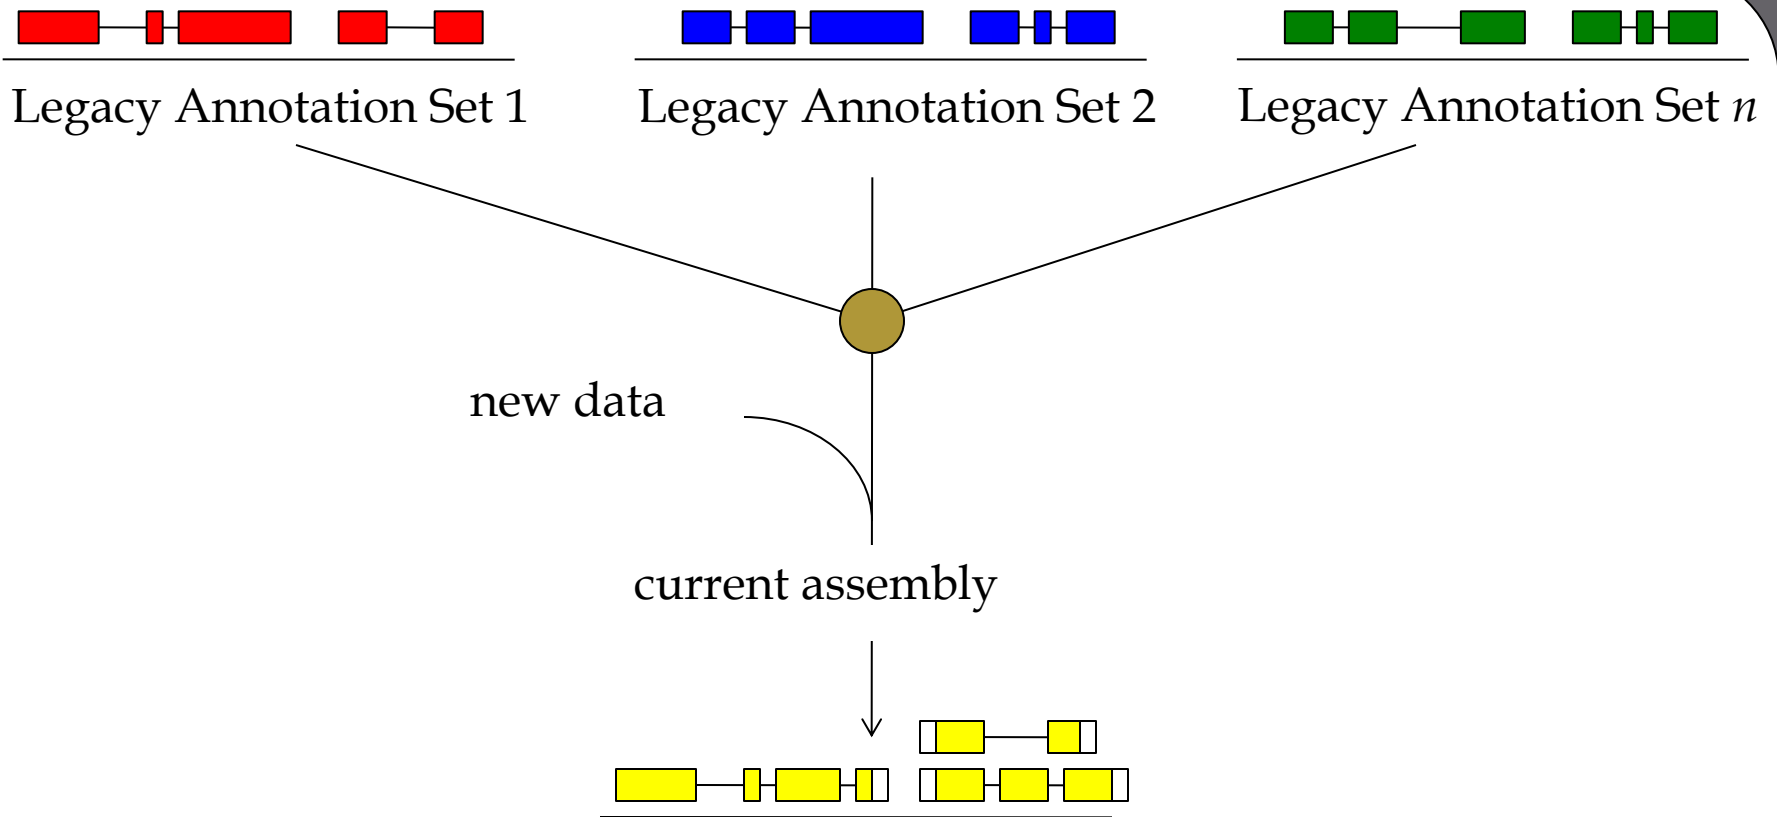 Legacy Annotation Set 1
Legacy Annotation Set 2
Legacy Annotation Set n
new data
current assembly